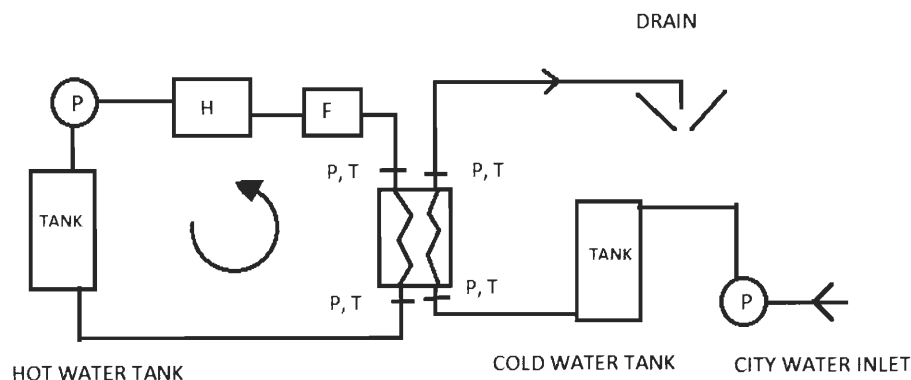 DRAIN
P
H
F
P, T
P, T
TANK
TANK
P, T
P, T
P
HOT WATER TANK
COLD WATER TANK
CITY WATER INLET